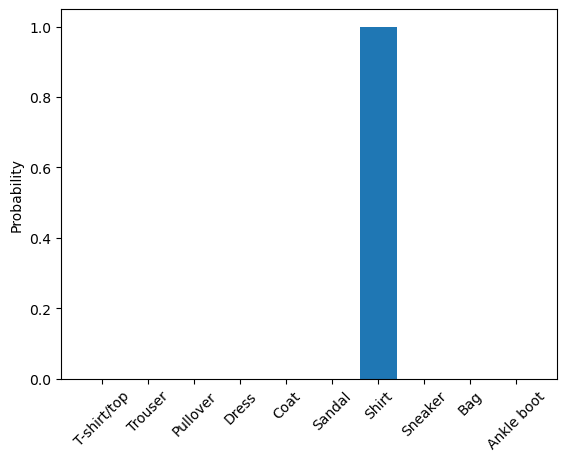 Probability
1.0
0.8
0.6
0.4
0.2
0.0
T-shirt/top
Trouser
Pullover
Dress
Coat
Sandal
Shirt
Sneaker
Bag
Ankle boot